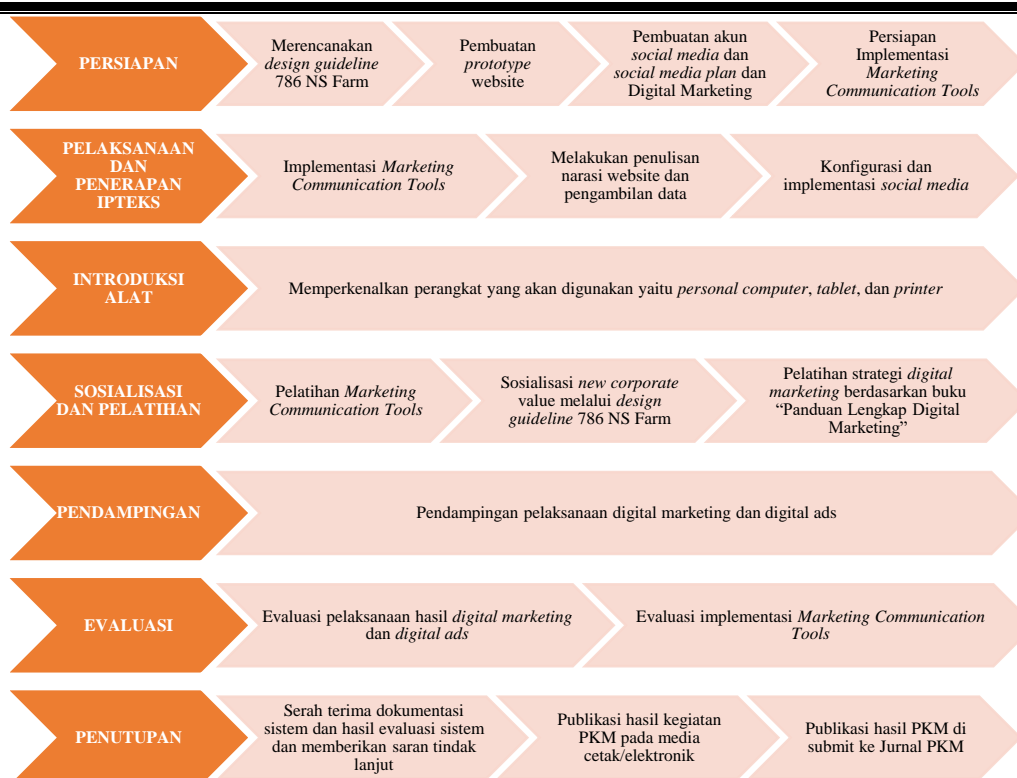 PERSIAPAN
Merencanakan
design guideline
786 NS Farm
Pembuatan
prototype
website
Pembuatan akun
social media dan
social media plan dan
Digital Marketing
Persiapan
Implementasi
Marketing
Communication Tools
PELAKSANAAN
DAN
PENERAPAN
IPTEKS
Implementasi Marketing
Communication Tools
Melakukan penulisan
narasi website dan
pengambilan data
Konfigurasi dan
implementasi social media
INTRODUKSI
ALAT
Memperkenalkan perangkat yang akan digunakan yaitu personal computer, tablet, dan printer
SOSIALISASI
DAN PELATIHAN
Pelatihan Marketing
Communication Tools
Sosialisasi new corporate
value melalui design
guideline 786 NS Farm
Pelatihan strategi digital
marketing berdasarkan buku
“Panduan Lengkap Digital
Marketing”
PENDAMPINGAN
Pendampingan pelaksanaan digital marketing dan digital ads
EVALUASI
Evaluasi pelaksanaan hasil digital marketing
dan digital ads
Evaluasi implementasi Marketing Communication
Tools
PENUTUPAN
Serah terima dokumentasi
sistem dan hasil evaluasi sistem
dan memberikan saran tindak
lanjut
Publikasi hasil kegiatan
PKM pada media
cetak/elektronik
Publikasi hasil PKM di
submit ke Jurnal PKM